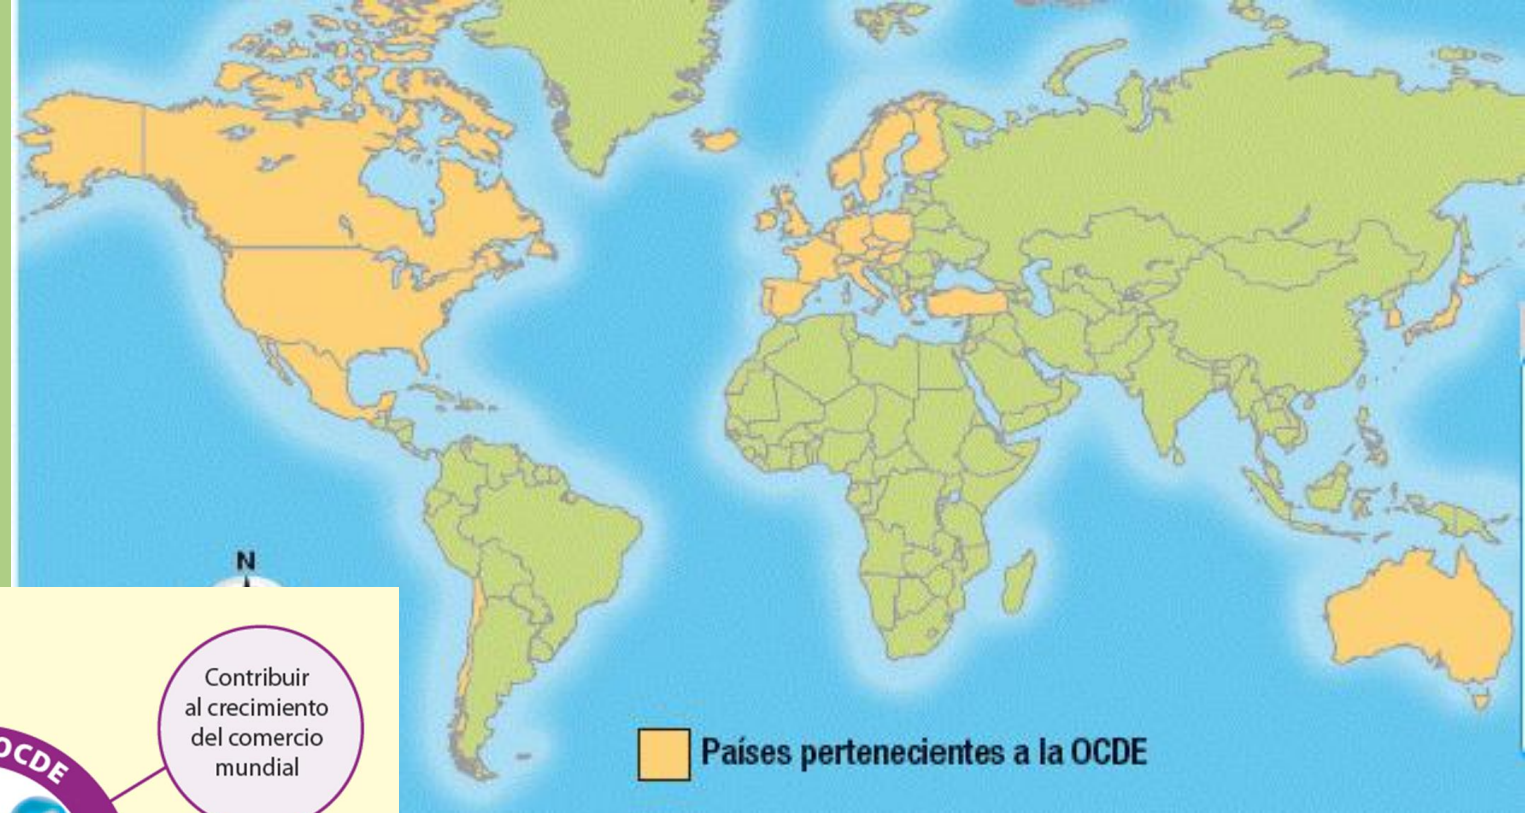 N
Contribuir
al crecimiento
del comercio
mundial
OCDE
Países pertenecientes a la OCDE